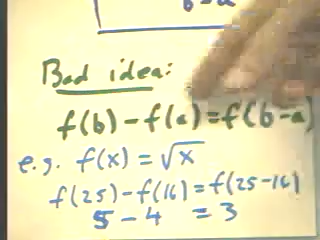 b-a
Bad idea:
f(b)-f(a)=f(b-a)
e.g. f(x)=√x
f(25)-f(16)=f(25-16)
5-4 =3